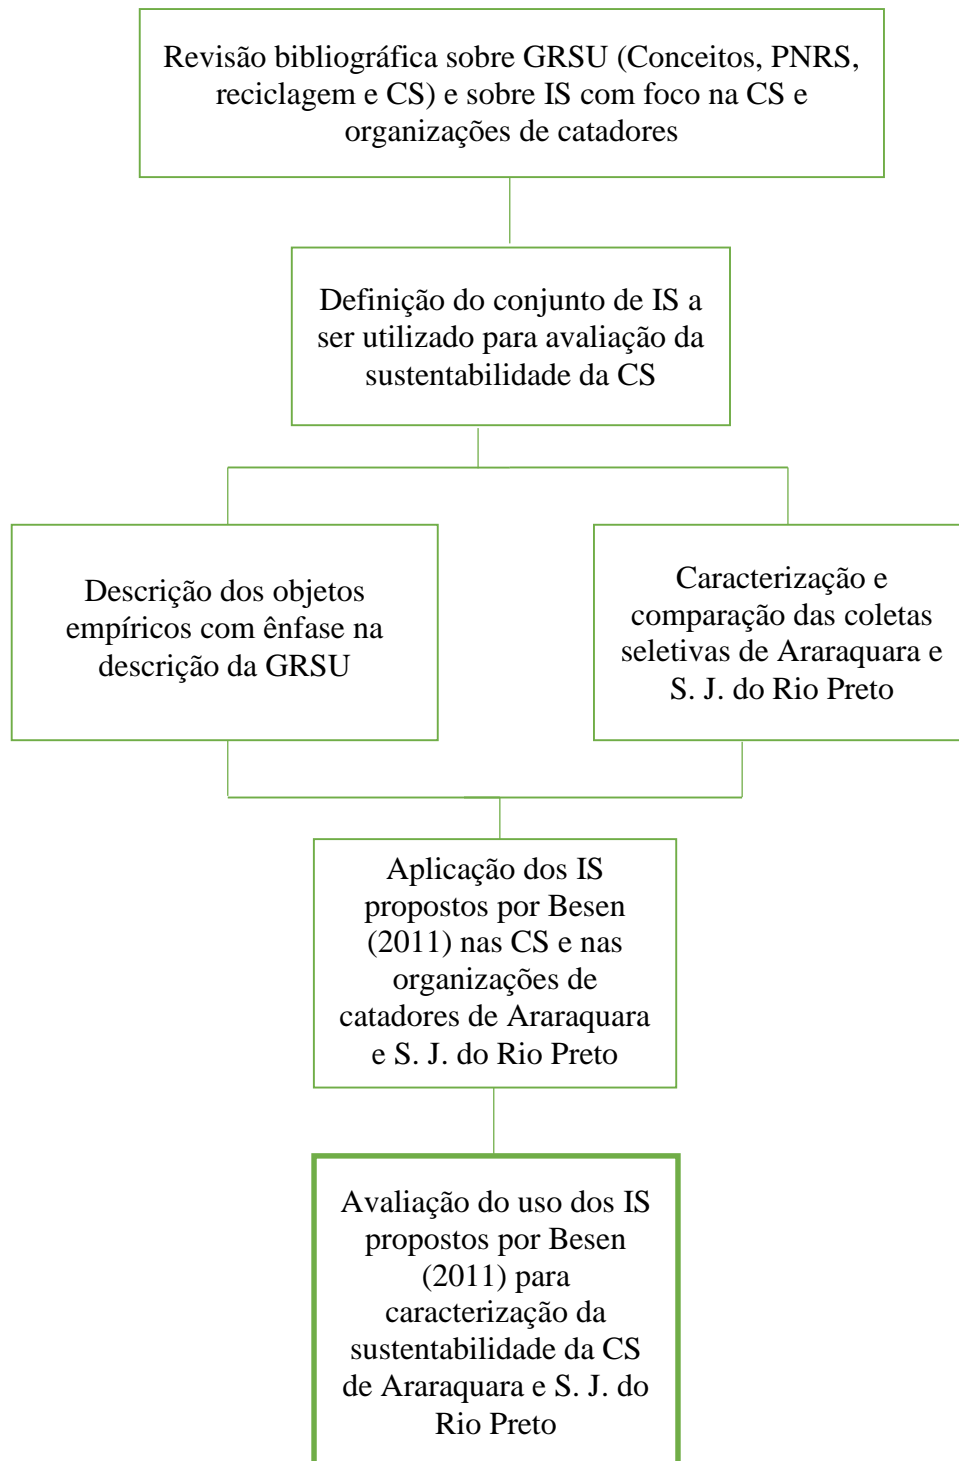 Revisão bibliográfica sobre GRSU (Conceitos, PNRS,
reciclagem e CS) e sobre IS com foco na CS e
organizações de catadores
Definição do conjunto de IS a
ser utilizado para avaliação da
sustentabilidade da CS
Descrição dos objetos
empíricos com ênfase na
descrição da GRSU
Caracterização e
comparação das coletas
seletivas de Araraquara e
S. J. do Rio Preto
Aplicação dos IS
propostos por Besen
(2011) nas CS e nas
organizações de
catadores de Araraquara
e S. J. do Rio Preto
Avaliação do uso dos IS
propostos por Besen
(2011) para
caracterização da
sustentabilidade da CS
de Araraquara e S. J. do
Rio Preto